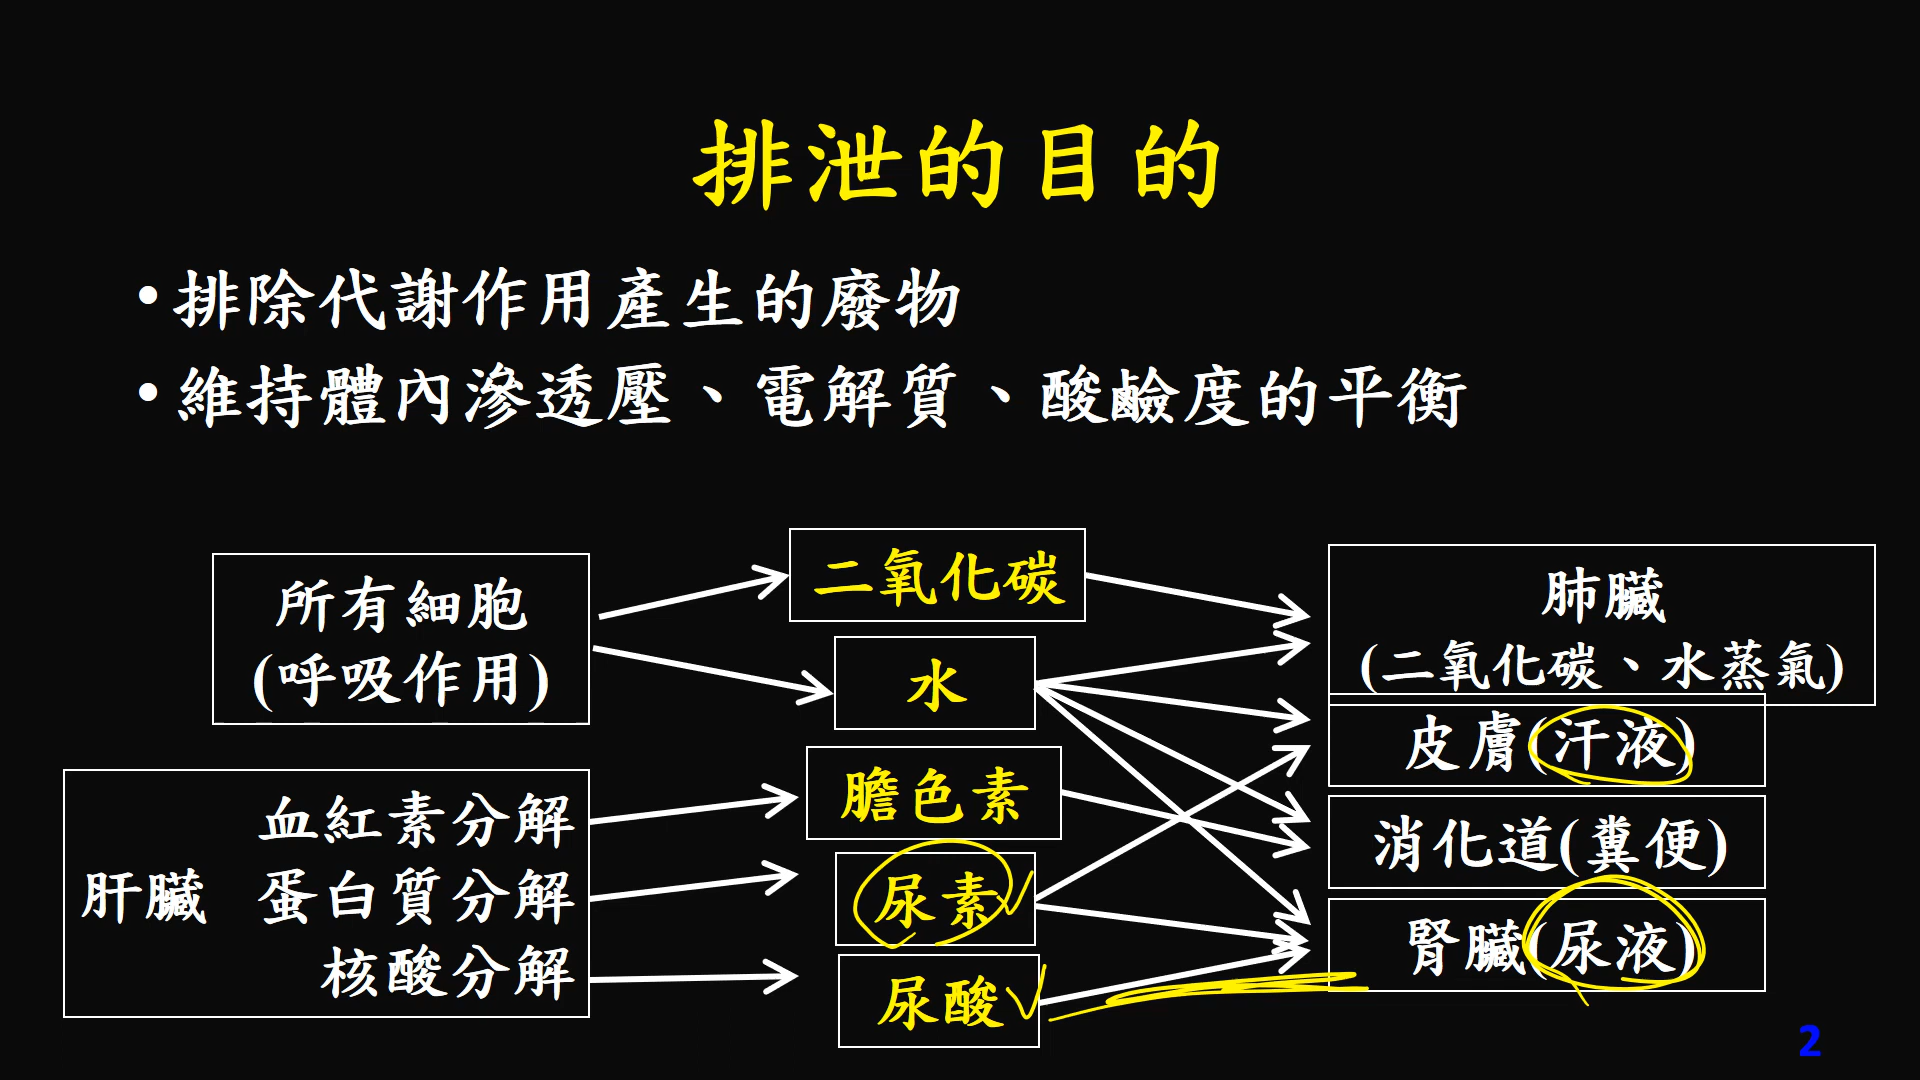 排泄的目的
•排除代謝作用產生的廢物
•維持體內滲透壓、電解質、酸鹼度的平衡
所有細胞
(呼吸作用)
肝臟
血紅素分解
蛋白質分解
核酸分解
二氧化碳
水
膽色素
尿素
尿酸
肺臟
(二氧化碳、水蒸氣)
皮膚(汗液)
消化道(糞便)
腎臟(尿液)
2